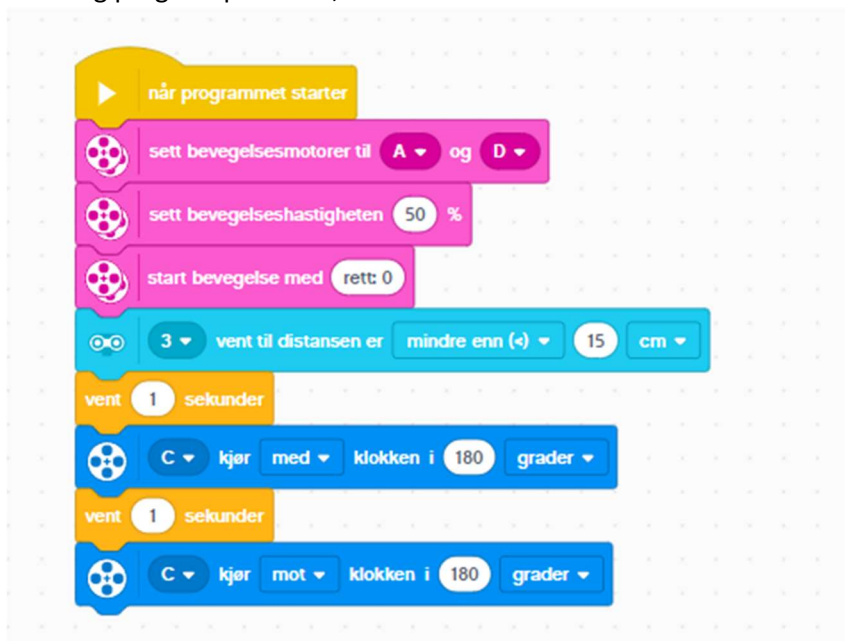 når programmet starter
sett bevegelsesmotorer til A og D
sett bevegelseshastigheten 50 %
start bevegelse med rett: 0
3 vent til distansen er mindre enn (<) 15 cm
vent 1 sekunder
C kjør med klokken i 180 grader
vent 1 sekunder
C kjør mot klokken i 180 grader